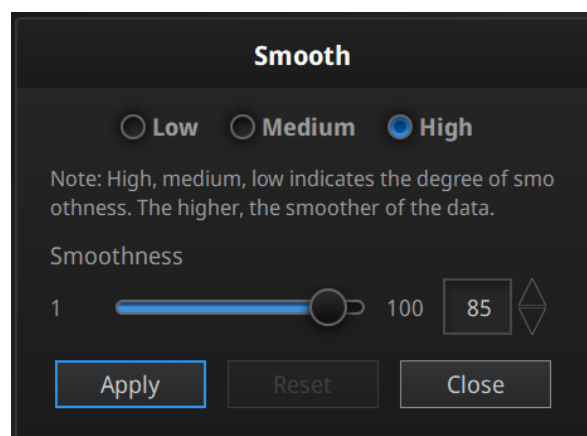 Smooth
Low Medium High
Note: High, medium, low indicates the degree of smo
othness. The higher, the smoother of the data.
Smoothness
1 100 85
Apply Reset Close